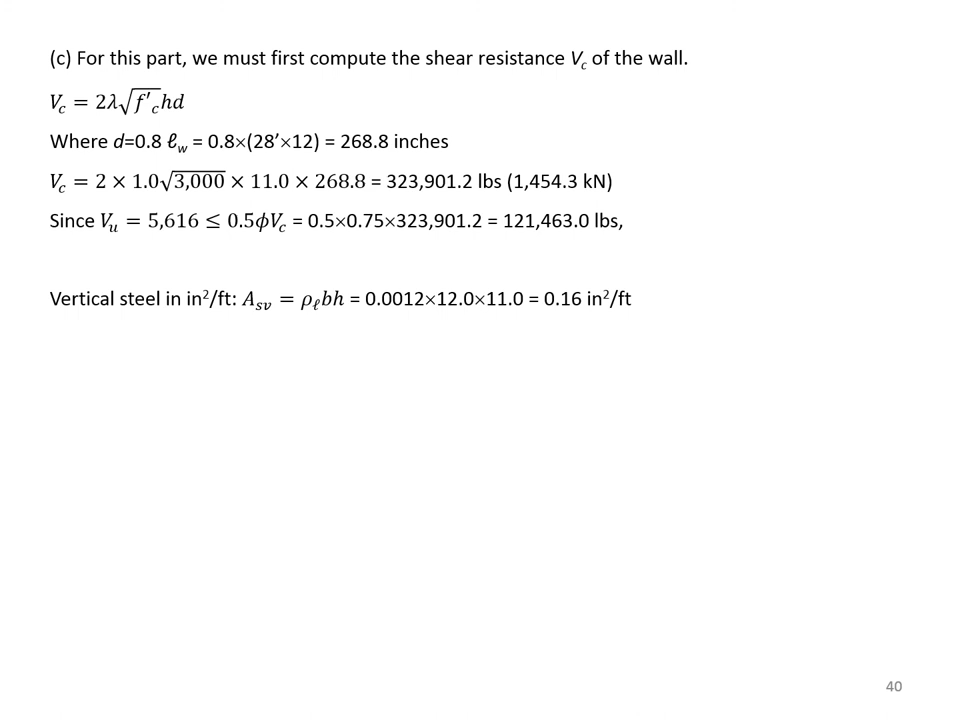 (c) For this part, we must first compute the shear resistance V_c of the wall.
V_c = 2λ√f′_c hd
Where d=0.8 ℓ_w = 0.8×(28’×12) = 268.8 inches
V_c = 2 × 1.0√3,000 × 11.0 × 268.8 = 323,901.2 lbs (1,454.3 kN)
Since V_u = 5,616 ≤ 0.5ϕV_c = 0.5×0.75×323,901.2 = 121,463.0 lbs,
Vertical steel in in²/ft: A_sv = ρ_ℓ bh = 0.0012×12.0×11.0 = 0.16 in²/ft
40